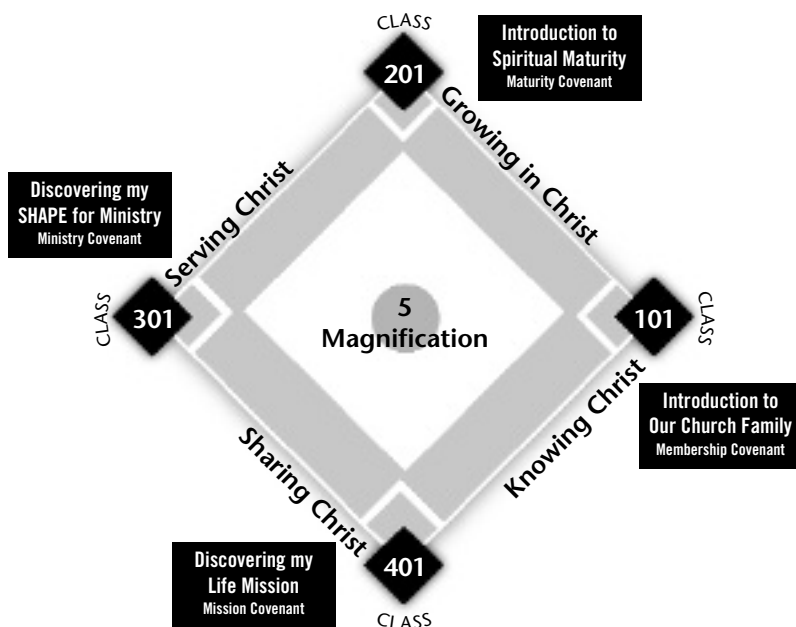 CLASS
201
Introduction to
Spiritual Maturity
Maturity Covenant
Growing in Christ
Discovering my
SHAPE for Ministry
Ministry Covenant
Serving Christ
CLASS
301
5
Magnification
101
CLASS
Introduction to
Our Church Family
Membership Covenant
Knowing Christ
Sharing Christ
Discovering my
Life Mission
Mission Covenant
401
CLASS